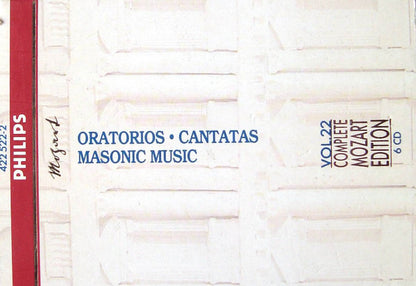 422 522-2
PHILIPS
Mozart
ORATORIOS • CANTATAS
MASONIC MUSIC
VOL.22
COMPLETE
MOZART
EDITION
6 CD